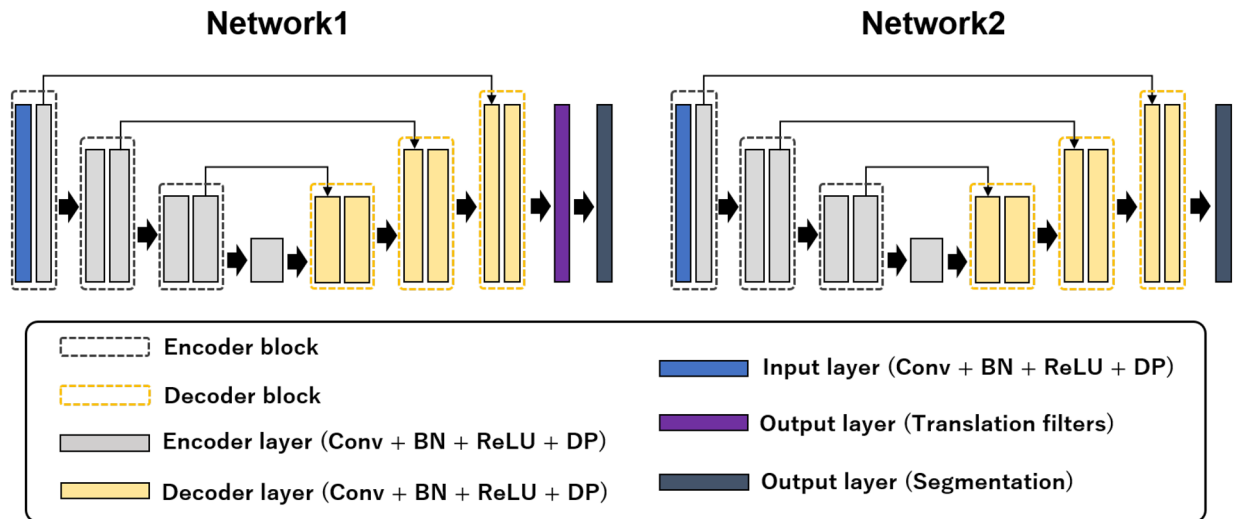 Network1
Network2
Encoder block
Decoder block
Encoder layer (Conv + BN + ReLU + DP)
Decoder layer (Conv + BN + ReLU + DP)
Input layer (Conv + BN + ReLU + DP)
Output layer (Translation filters)
Output layer (Segmentation)